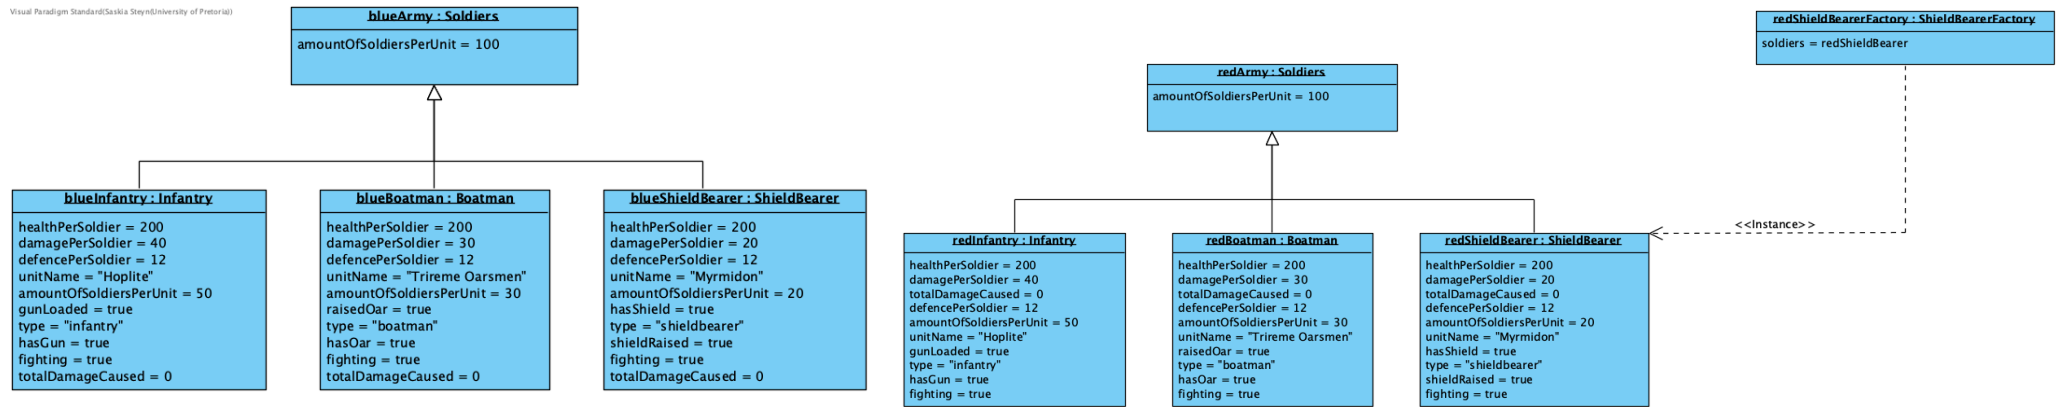 Visual Paradigm Standard(Saskia Steyn(University of Pretoria))
blueArmy : Soldiers
amountOfSoldiersPerUnit = 100
blueInfantry : Infantry
healthPerSoldier = 200
damagePerSoldier = 40
defencePerSoldier = 12
unitName = "Hoplite"
amountOfSoldiersPerUnit = 50
gunLoaded = true
type = "infantry"
hasGun = true
fighting = true
totalDamageCaused = 0
blueBoatman : Boatman
healthPerSoldier = 200
damagePerSoldier = 30
defencePerSoldier = 12
unitName = "Trireme Oarsmen"
amountOfSoldiersPerUnit = 30
raisedOar = true
type = "boatman"
hasOar = true
fighting = true
totalDamageCaused = 0
blueShieldBearer : ShieldBearer
healthPerSoldier = 200
damagePerSoldier = 20
defencePerSoldier = 12
unitName = "Myrmidon"
amountOfSoldiersPerUnit = 20
hasShield = true
type = "shieldbearer"
shieldRaised = true
fighting = true
totalDamageCaused = 0
redArmy : Soldiers
amountOfSoldiersPerUnit = 100
redInfantry : Infantry
healthPerSoldier = 200
damagePerSoldier = 40
totalDamageCaused = 0
defencePerSoldier = 12
amountOfSoldiersPerUnit = 50
unitName = "Hoplite"
gunLoaded = true
type = "infantry"
hasGun = true
fighting = true
redBoatman : Boatman
healthPerSoldier = 200
damagePerSoldier = 30
totalDamageCaused = 0
defencePerSoldier = 12
amountOfSoldiersPerUnit = 30
unitName = "Trireme Oarsmen"
raisedOar = true
type = "boatman"
hasOar = true
fighting = true
redShieldBearer : ShieldBearer
healthPerSoldier = 200
damagePerSoldier = 20
totalDamageCaused = 0
defencePerSoldier = 12
amountOfSoldiersPerUnit = 20
unitName = "Myrmidon"
hasShield = true
type = "shieldbearer"
shieldRaised = true
fighting = true
redShieldBearerFactory : ShieldBearerFactory
soldiers = redShieldBearer
<<Instance>>